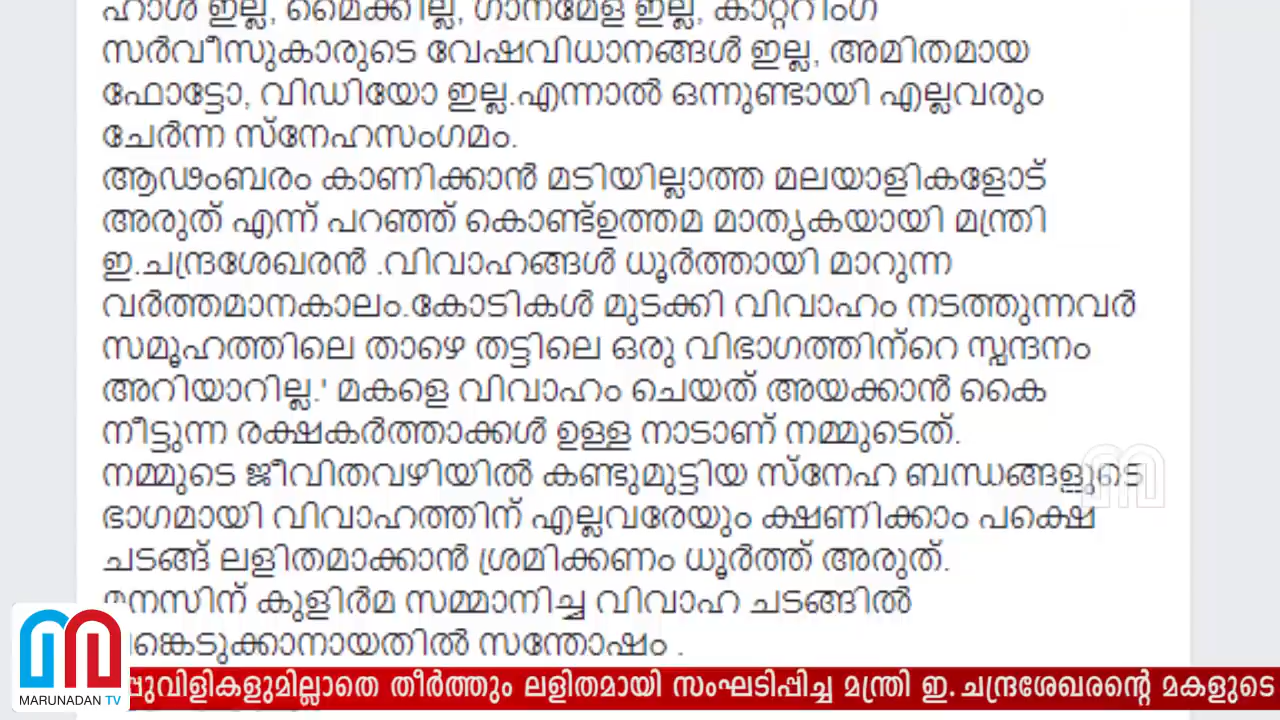 ഹാൾ ഇല്ല, മൈക്കില്ല, ഗാനമേള ഇല്ല, കാറ്ററിംഗ്
സർവീസുകാരുടെ വേഷവിധാനങ്ങൾ ഇല്ല, അമിതമായ
ഫോട്ടോ, വിഡിയോ ഇല്ല.എന്നാൽ ഒന്നുണ്ടായി എല്ലവരും
ചേർന്ന സ്നേഹസംഗമം.
ആഢംബരം കാണിക്കാൻ മടിയില്ലാത്ത മലയാളികളോട്
അരുത് എന്ന് പറഞ്ഞ് കൊണ്ട്ഉത്തമ മാതൃകയായി മന്ത്രി
ഇ.ചന്ദ്രശേഖരൻ .വിവാഹങ്ങൾ ധൂർത്തായി മാറുന്ന
വർത്തമാനകാലം.കോടികൾ മുടക്കി വിവാഹം നടത്തുന്നവർ
സമൂഹത്തിലെ താഴെ തട്ടിലെ ഒരു വിഭാഗത്തിന്റെ സ്പന്ദനം
അറിയാറില്ല.' മകളെ വിവാഹം ചെയത് അയക്കാൻ കൈ
നീട്ടുന്ന രക്ഷകർത്താക്കൾ ഉള്ള നാടാണ് നമ്മുടെത്.
നമ്മുടെ ജീവിതവഴിയിൽ കണ്ടുമുട്ടിയ സ്നേഹ ബന്ധങ്ങളുടെ
ഭാഗമായി വിവാഹത്തിന് എല്ലവരേയും ക്ഷണിക്കാം പക്ഷെ
ചടങ്ങ് ലളിതമാക്കാൻ ശ്രമിക്കണം ധൂർത്ത് അരുത്.
മനസിന് കുളിർമ സമ്മാനിച്ച വിവാഹ ചടങ്ങിൽ
പങ്കെടുക്കാനായതിൽ സന്തോഷം .
MARUNADAN TV
പ്പുവിളികളുമില്ലാതെ തീർത്തും ലളിതമായി സംഘടിപ്പിച്ച മന്ത്രി ഇ. ചന്ദ്രശേഖരന്റെ മകളുടെ